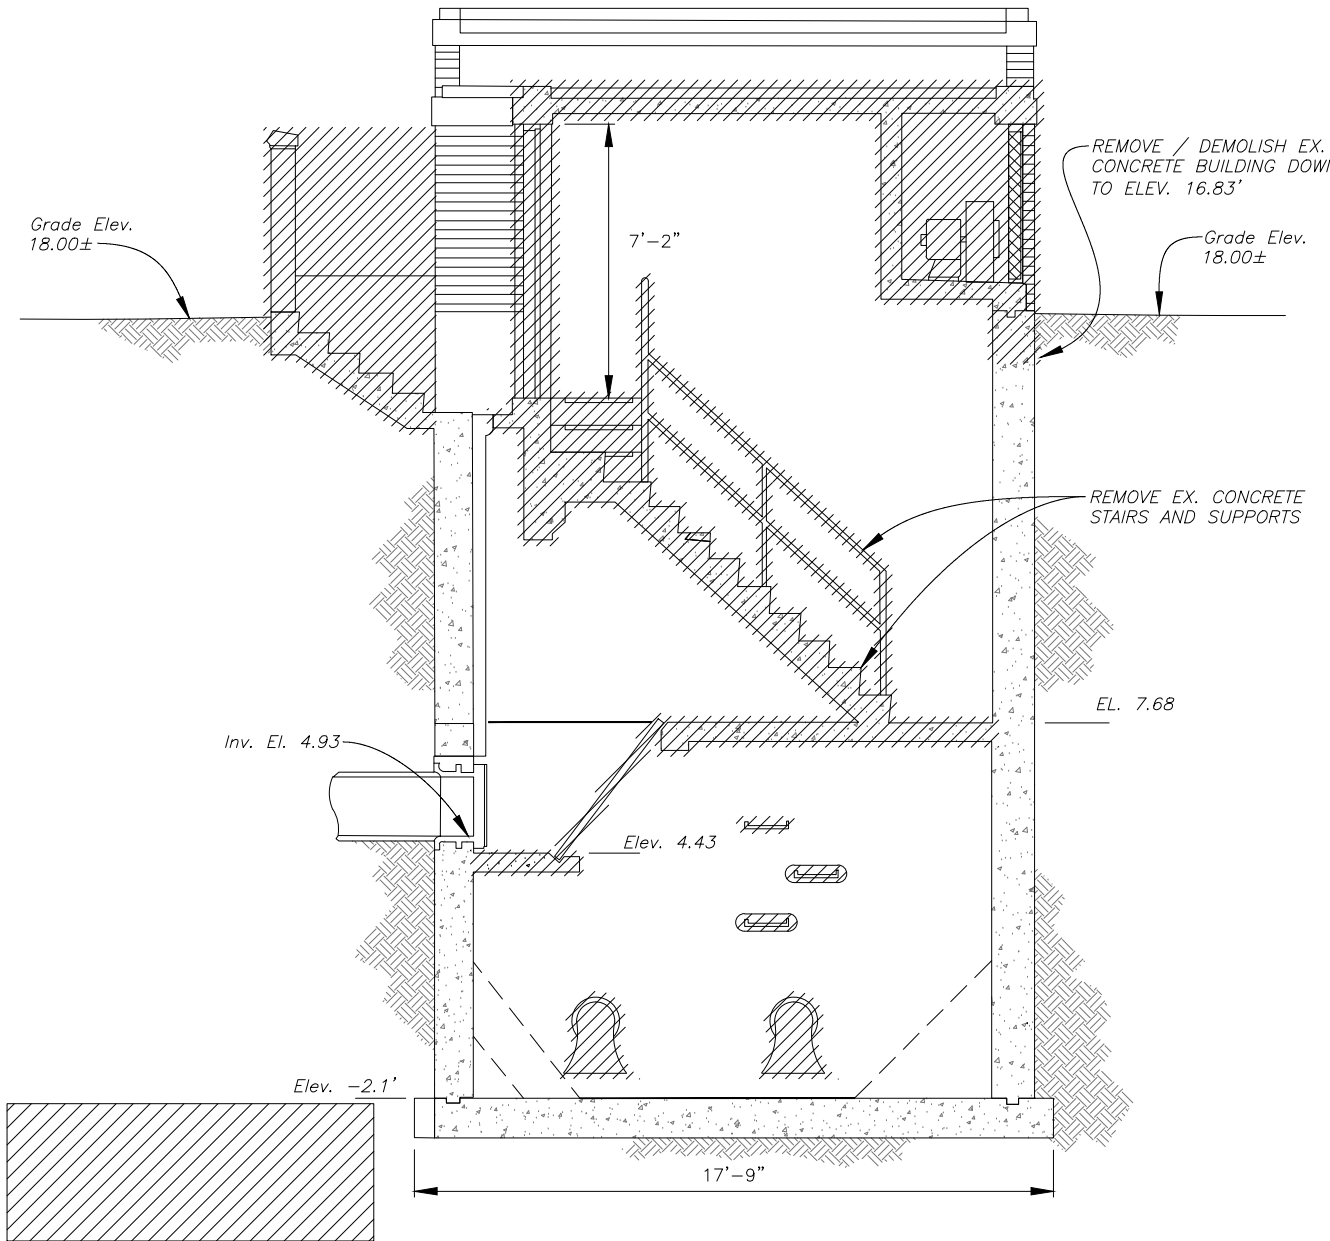 REMOVE / DEMOLISH EX.
CONCRETE BUILDING DOW
TO ELEV. 16.83'
Grade Elev.
18.00±
7'-2"
Grade Elev.
18.00±
REMOVE EX. CONCRETE
STAIRS AND SUPPORTS
EL. 7.68
Inv. El. 4.93
Elev. 4.43
Elev. -2.1'
17'-9"